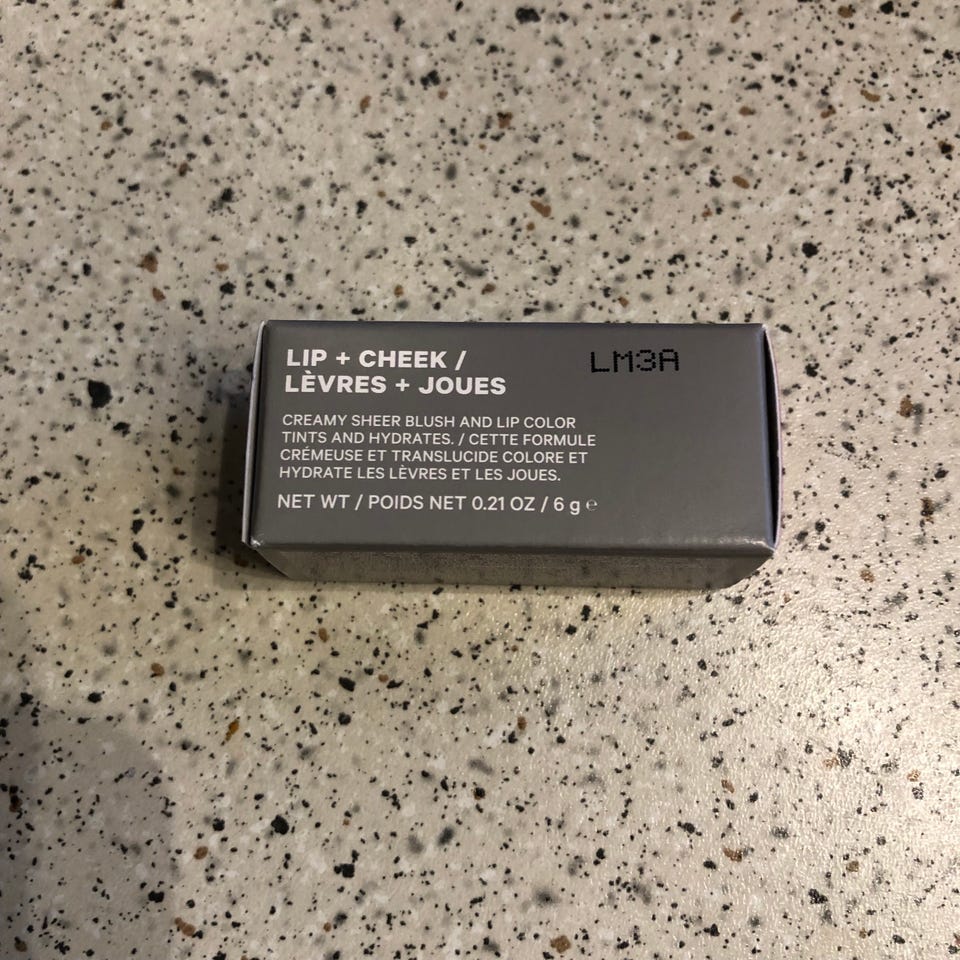 LIP + CHEEK /
LÈVRES + JOUES
LM3A
CREAMY SHEER BLUSH AND LIP COLOR
TINTS AND HYDRATES. / CETTE FORMULE
CRÉMEUSE ET TRANSLUCIDE COLORE ET
HYDRATE LES LÈVRES ET LES JOUES.
NET WT / POIDS NET 0.21 OZ / 6 g ℮